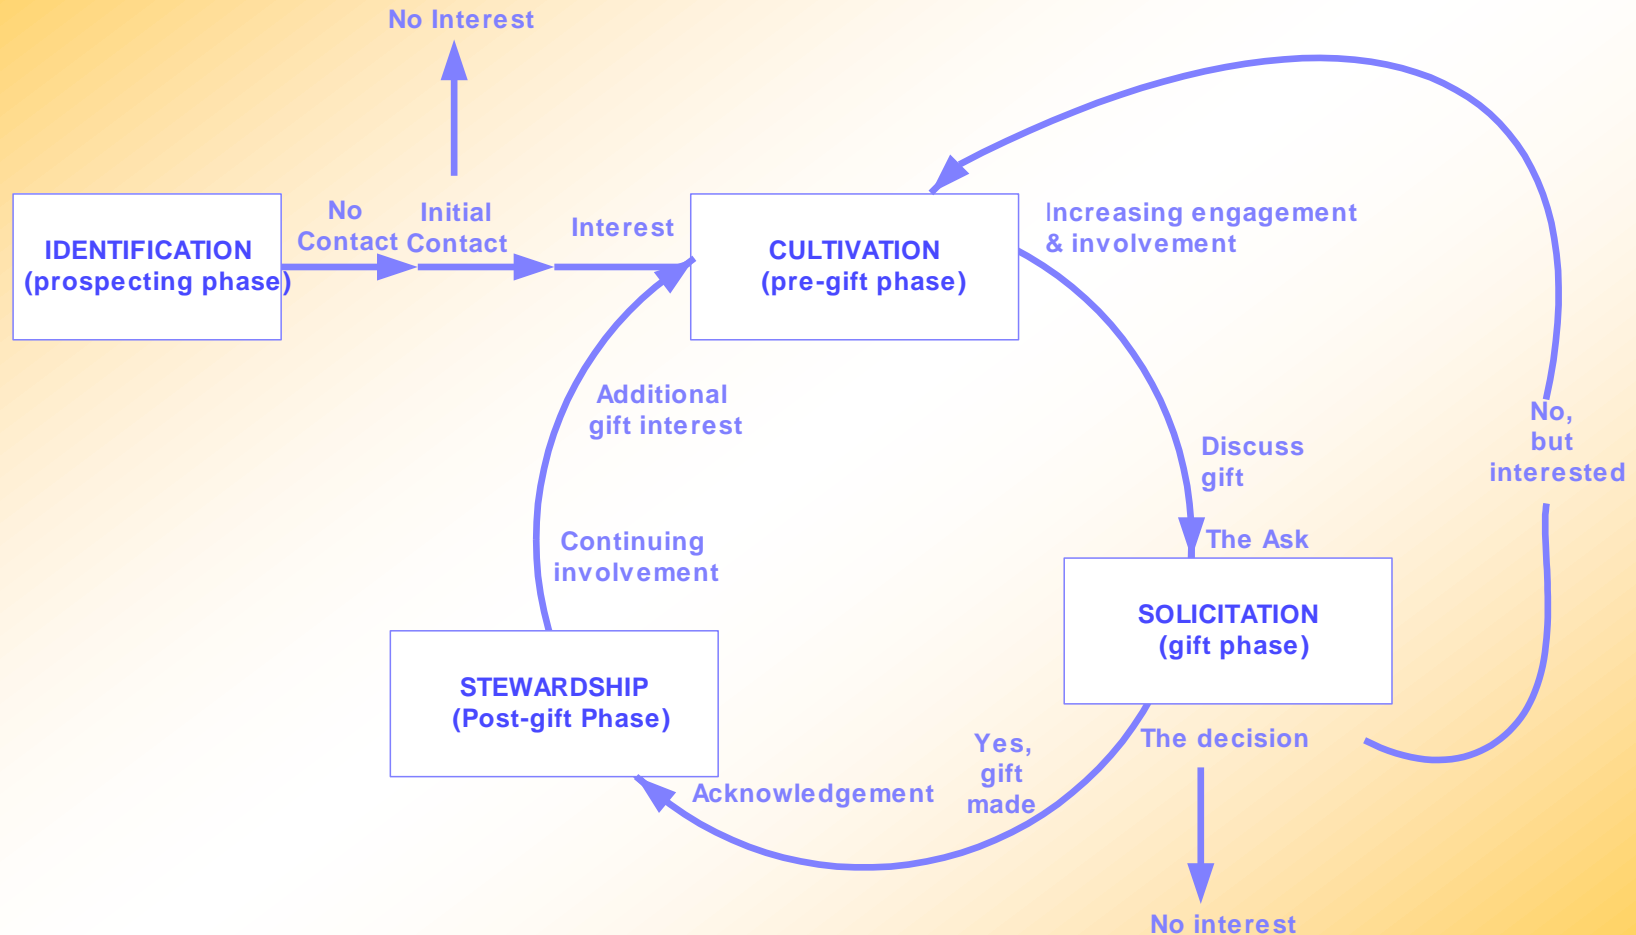 No Interest
IDENTIFICATION
(prospecting phase)
No
Contact
Initial
Contact
Interest
CULTIVATION
(pre-gift phase)
Increasing engagement
& involvement
Additional
gift interest
Discuss
gift
No,
but
interested
Continuing
involvement
The Ask
SOLICITATION
(gift phase)
STEWARDSHIP
(Post-gift Phase)
The decision
Yes,
gift
made
Acknowledgement
No interest